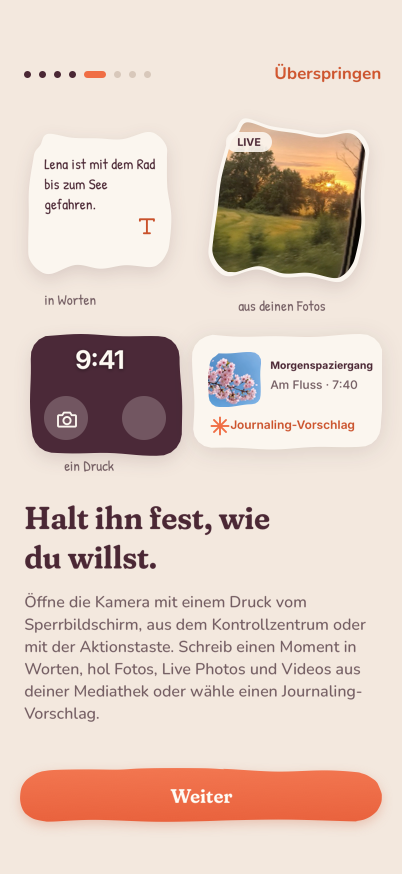 Überspringen
Lena ist mit dem Rad
bis zum See
gefahren.
T
in Worten
LIVE
aus deinen Fotos
9:41
ein Druck
Morgenspaziergang
Am Fluss · 7:40
Journaling-Vorschlag
Halt ihn fest, wie
du willst.
Öffne die Kamera mit einem Druck vom
Sperrbildschirm, aus dem Kontrollzentrum oder
mit der Aktionstaste. Schreib einen Moment in
Worten, hol Fotos, Live Photos und Videos aus
deiner Mediathek oder wähle einen Journaling-
Vorschlag.
Weiter